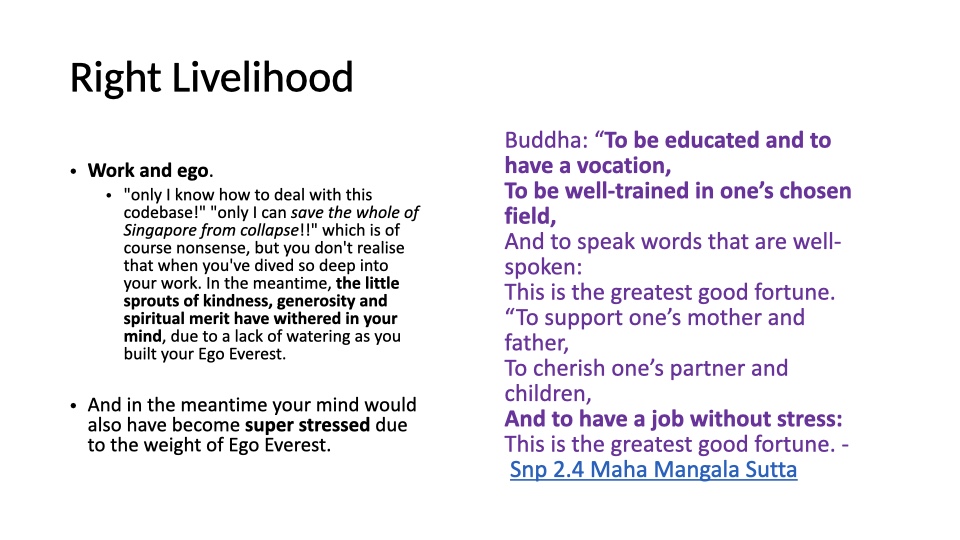 Right Livelihood
• Work and ego.
• "only I know how to deal with this
codebase!" "only I can save the whole of
Singapore from collapse!!" which is of
course nonsense, but you don't realise
that when you've dived so deep into
your work. In the meantime, the little
sprouts of kindness, generosity and
spiritual merit have withered in your
mind, due to a lack of watering as you
built your Ego Everest.
• And in the meantime your mind would
also have become super stressed due
to the weight of Ego Everest.
Buddha: “To be educated and to
have a vocation,
To be well-trained in one’s chosen
field,
And to speak words that are well-
spoken:
This is the greatest good fortune.
“To support one’s mother and
father,
To cherish one’s partner and
children,
And to have a job without stress:
This is the greatest good fortune. -
Snp 2.4 Maha Mangala Sutta